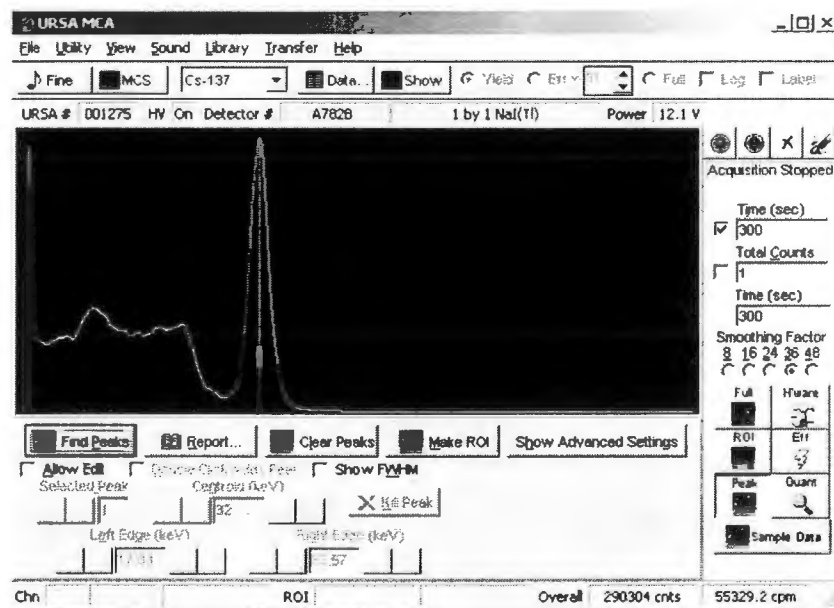 URSA MCA
File Utility View Sound Library Transfer Help
Fine MCS Cs-137 Data... Show Yield Full Log Label
URSA # 001275 HV On Detector # A7828 1 by 1 NaI(Tl) Power 12.1 V
Acquisition Stopped
Time (sec)
300
Total Counts
1
Time (sec)
300
Smoothing Factor
8 16 24 36 48
Full H'ware
ROI Eff
Peak Quant
Sample Data
Find Peaks Report... Clear Peaks Make ROI Show Advanced Settings
Allow Edit Show FWHM
Selected Peak Centroid (keV)
1 32 Kill Peak
Left Edge (keV) Right Edge (keV)
Chn ROI Overall 290304 cnts 55329.2 cpm